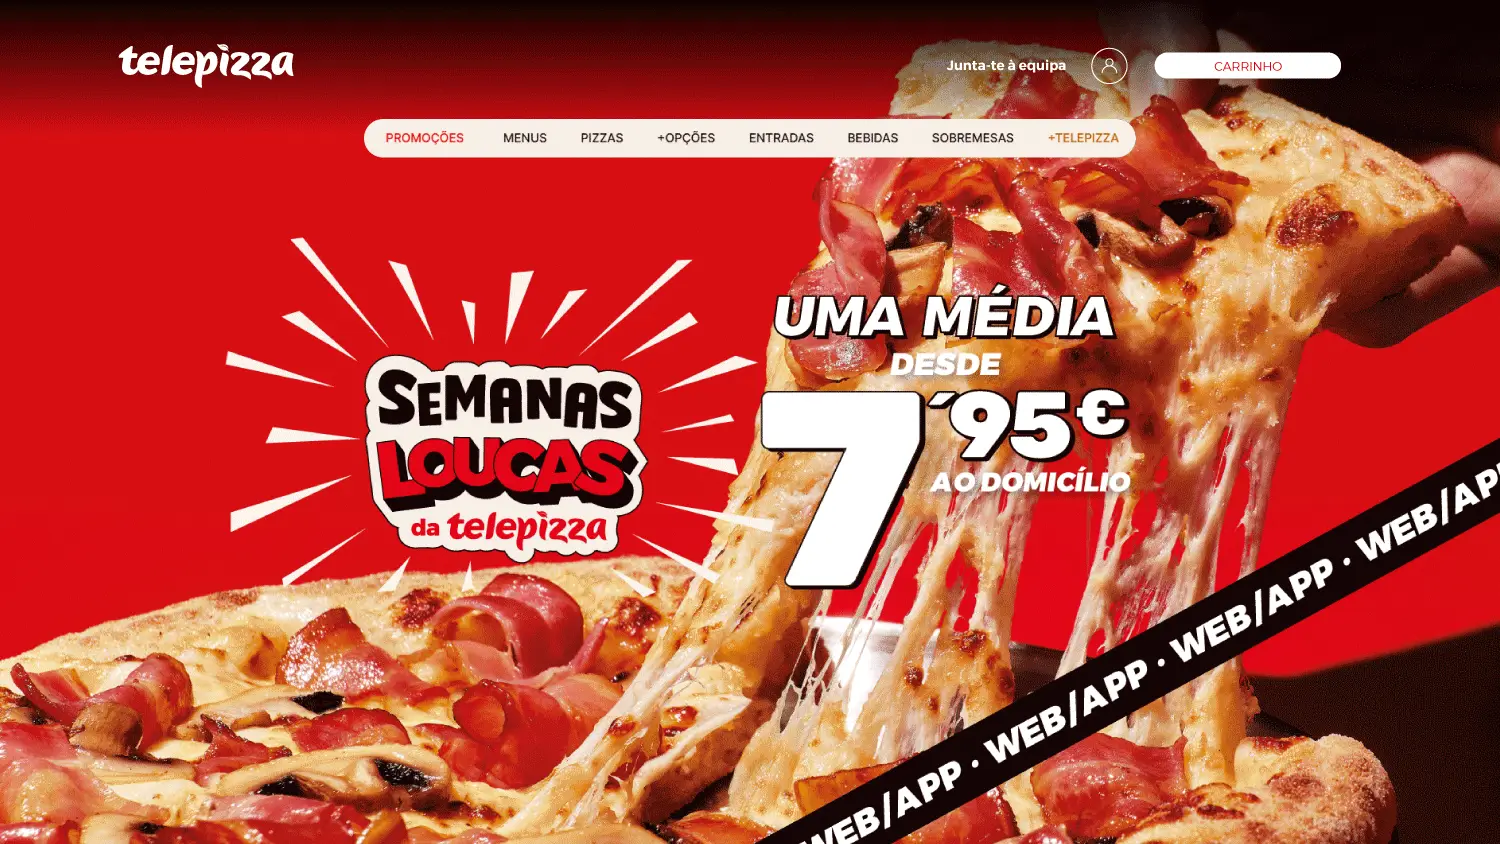 telepizza
Junta-te à equipa
CARRINHO
PROMOÇÕES MENUS PIZZAS +OPÇÕES ENTRADAS BEBIDAS SOBREMESAS +TELEPIZZA
SEMANAS
LOUCAS
da telepizza
UMA MÉDIA
DESDE
7´95€
AO DOMICÍLIO
WEB/APP · WEB/APP · WEB/APP · WEB/APP · WEB/AP